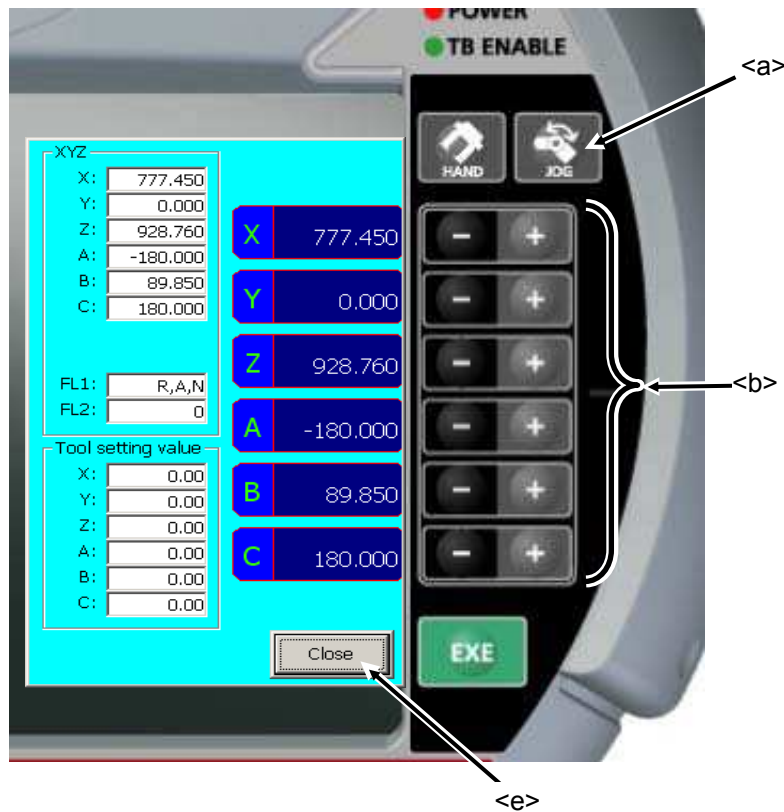 POWER
TB ENABLE
<a>
HAND
JOG
XYZ
X: 777.450
Y: 0.000
Z: 928.760
A: -180.000
B: 89.850
C: 180.000
FL1: R,A,N
FL2: 0
Tool setting value
X: 0.00
Y: 0.00
Z: 0.00
A: 0.00
B: 0.00
C: 0.00
X 777.450 - +
Y 0.000 - +
Z 928.760 - +
A -180.000 - +
B 89.850 - +
C 180.000 - +
<b>
Close
EXE
<e>